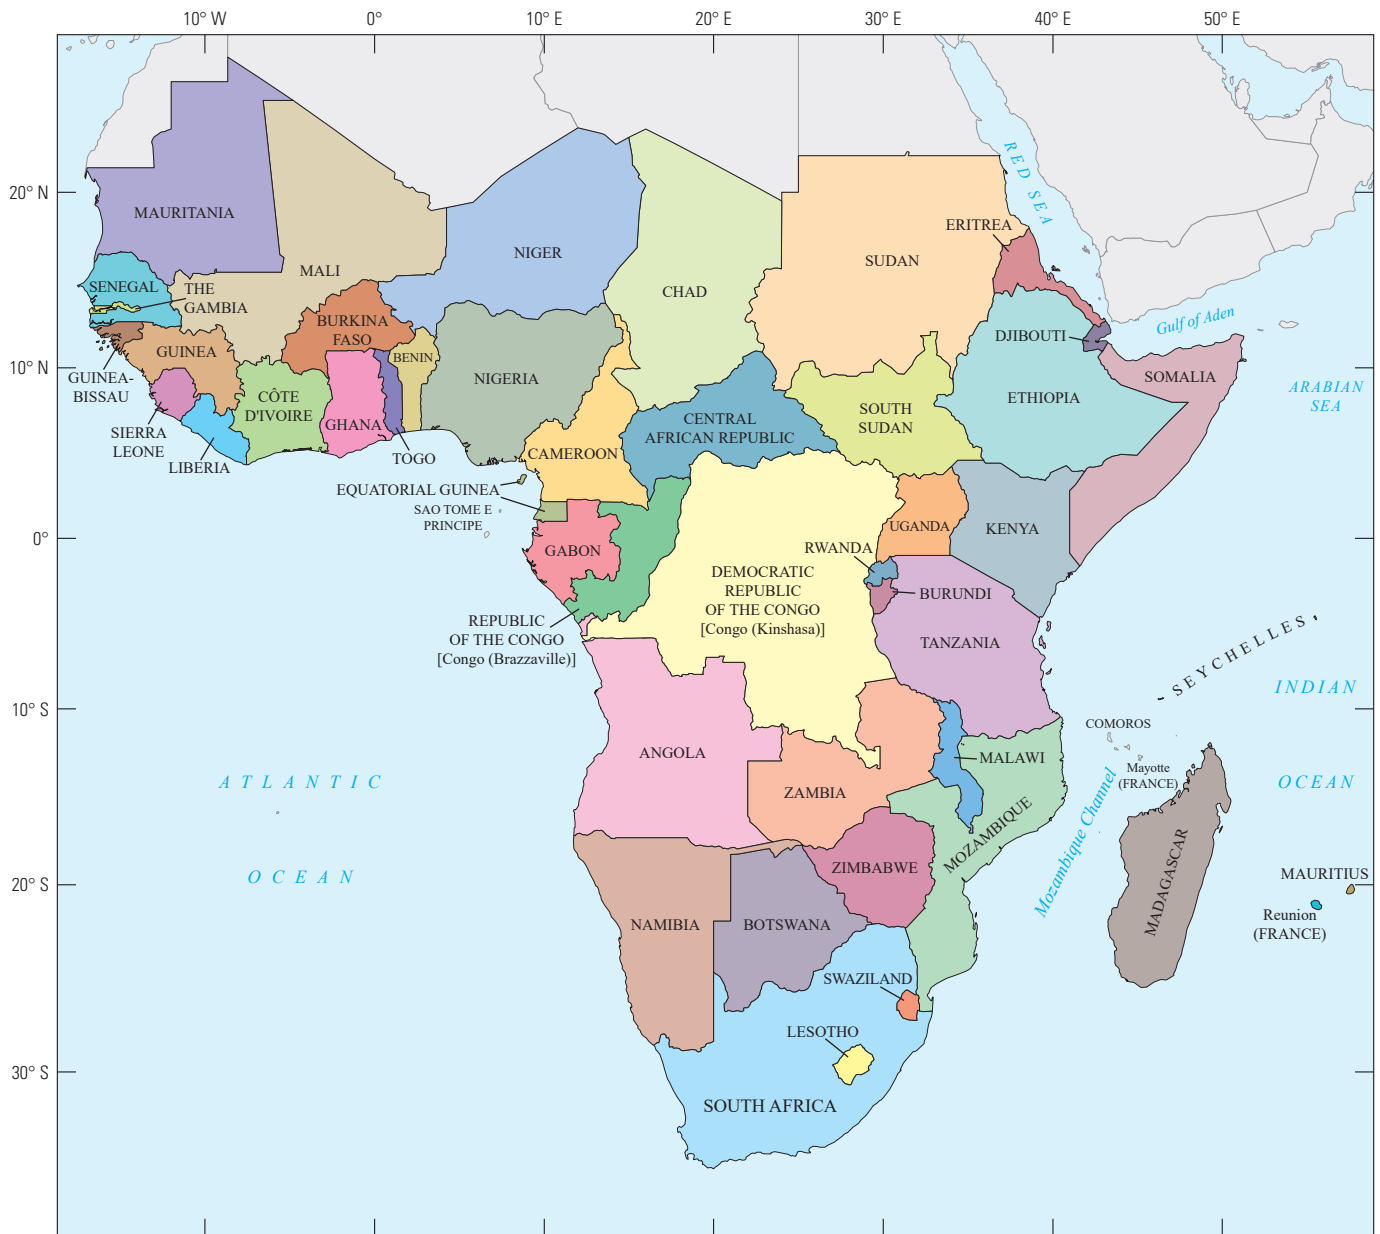 10° W
0°
10° E
20° E
30° E
40° E
50° E
RED SEA
20° N
MAURITANIA
ERITREA
NIGER
SUDAN
MALI
SENEGAL
THE
GAMBIA
CHAD
Gulf of Aden
BURKINA
FASO
DJIBOUTI
GUINEA
BENIN
10° N
NIGERIA
SOMALIA
GUINEA-
BISSAU
ARABIAN
SEA
CÔTE
D'IVOIRE
ETHIOPIA
GHANA
CENTRAL
AFRICAN REPUBLIC
SOUTH
SUDAN
SIERRA
LEONE
LIBERIA
TOGO
CAMEROON
EQUATORIAL GUINEA
SAO TOME E
PRINCIPE
UGANDA
KENYA
0°
GABON
RWANDA
DEMOCRATIC
REPUBLIC
OF THE CONGO
[Congo (Kinshasa)]
BURUNDI
REPUBLIC
OF THE CONGO
[Congo (Brazzaville)]
TANZANIA
SEYCHELLES
INDIAN
10° S
COMOROS
ANGOLA
MALAWI
Mayotte
(FRANCE)
ATLANTIC
OCEAN
ZAMBIA
MOZAMBIQUE
Mozambique Channel
OCEAN
ZIMBABWE
MADAGASCAR
MAURITIUS
20° S
NAMIBIA
BOTSWANA
Reunion
(FRANCE)
SWAZILAND
LESOTHO
30° S
SOUTH AFRICA